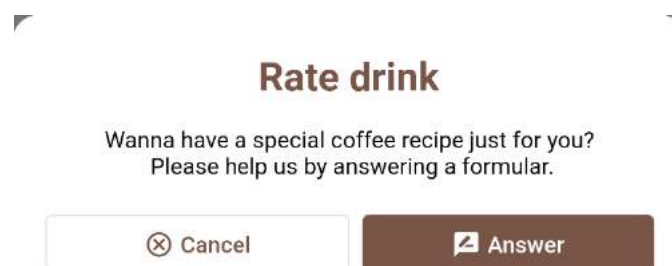 Rate drink
Wanna have a special coffee recipe just for you?
Please help us by answering a formular.
Cancel
Answer